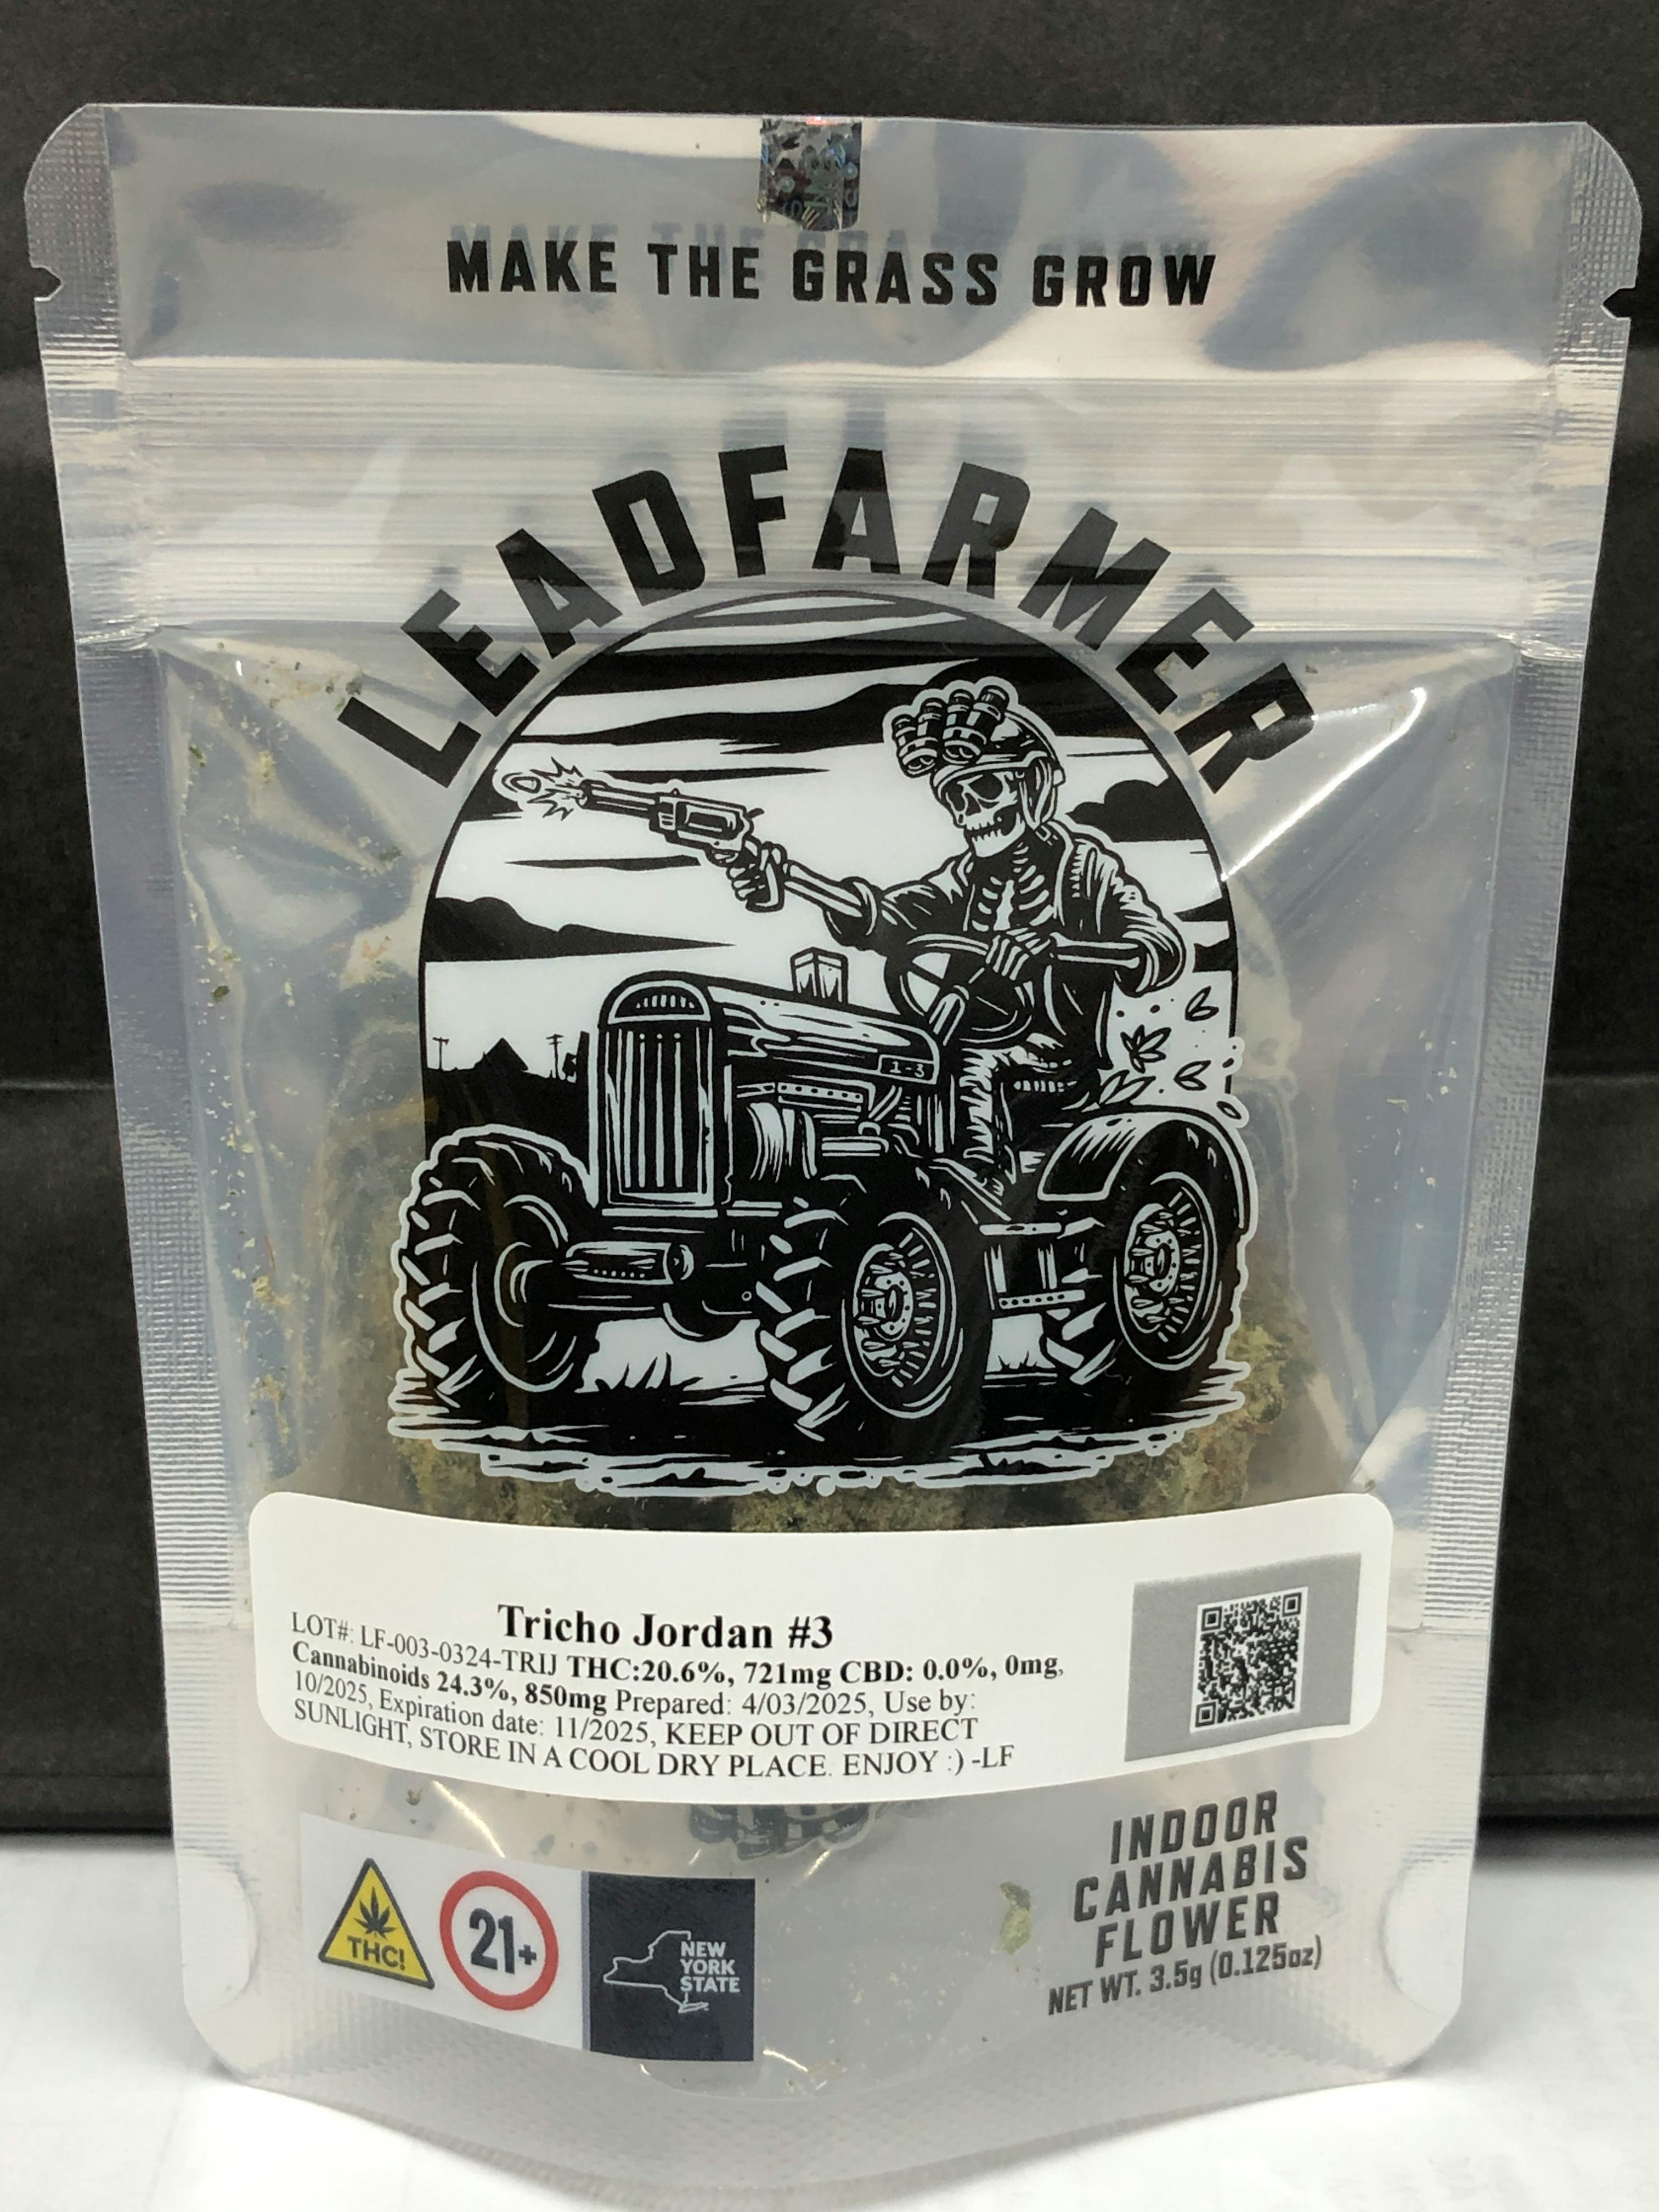 MAKE THE GRASS GROW
LEADFARMER
1-3
Tricho Jordan #3
LOT#: LF-003-0324-TRIJ THC:20.6%, 721mg CBD: 0.0%, 0mg,
Cannabinoids 24.3%, 850mg Prepared: 4/03/2025, Use by:
10/2025, Expiration date: 11/2025, KEEP OUT OF DIRECT
SUNLIGHT, STORE IN A COOL DRY PLACE. ENJOY :) -LF
THC!
21+
NEW
YORK
STATE
INDOOR
CANNABIS
FLOWER
NET WT. 3.5g (0.125oz)